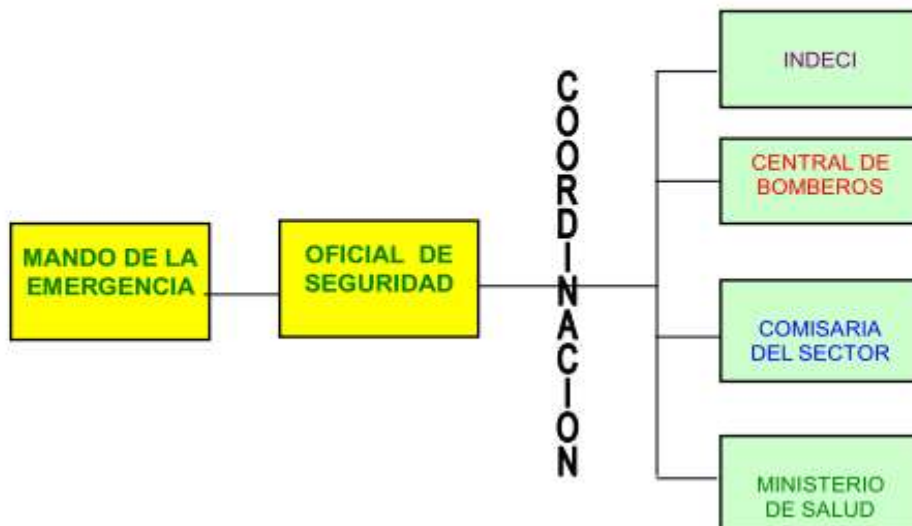 MANDO DE LA
EMERGENCIA
OFICIAL DE
SEGURIDAD
COORDINACION
INDECI
CENTRAL DE
BOMBEROS
COMISARIA
DEL SECTOR
MINISTERIO
DE SALUD